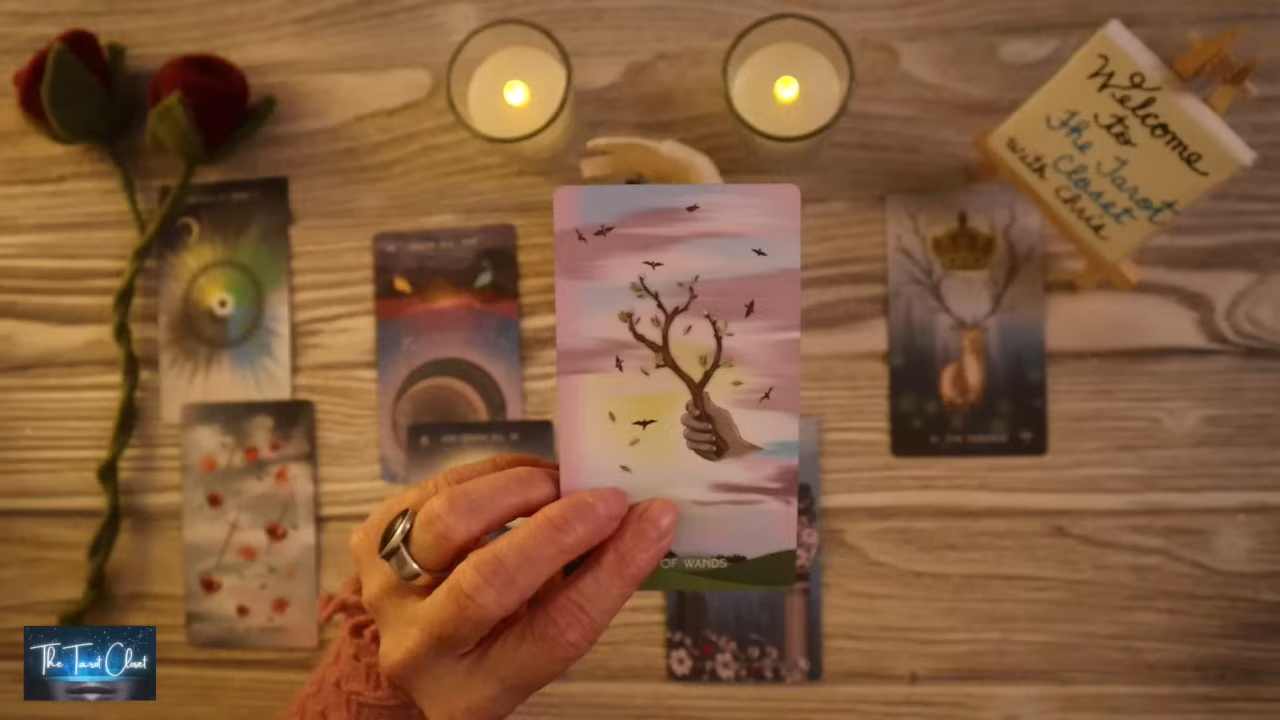 Welcome
to
The Tarot
Closet
with Chris
OF WANDS
The Tarot Closet